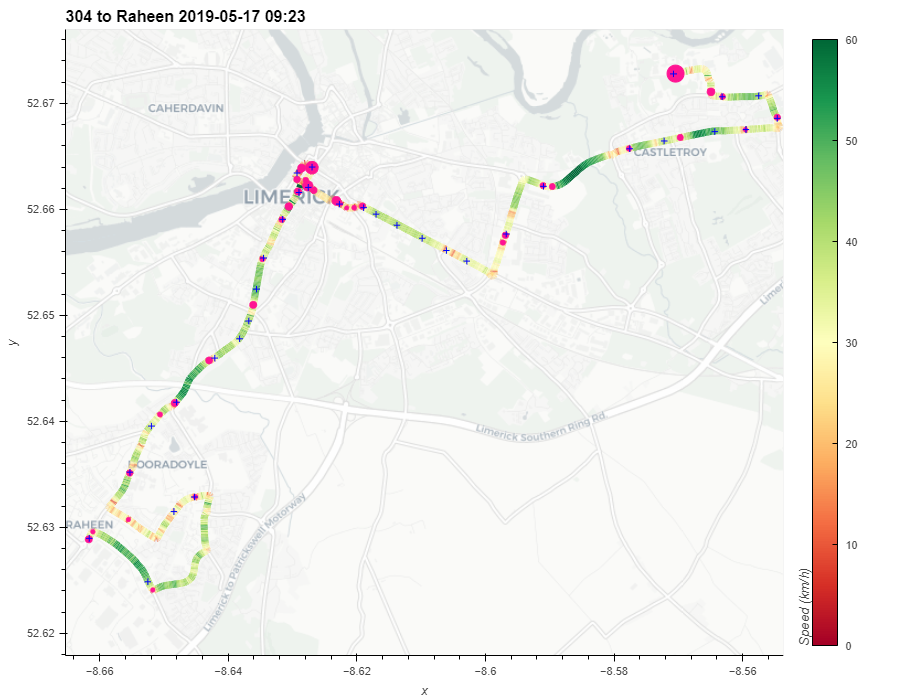 304 to Raheen 2019-05-17 09:23
60
50
40
30
20
10
0
Speed (km/h)
52.67
52.66
52.65
52.64
52.63
52.62
y
CAHERDAVIN
CASTLETROY
LIMERICK
Limerick Southern Ring Rd
Limerick to Patrickswell Motorway
RAHEEN
−8.66
−8.64
−8.62
−8.6
−8.58
−8.56
x